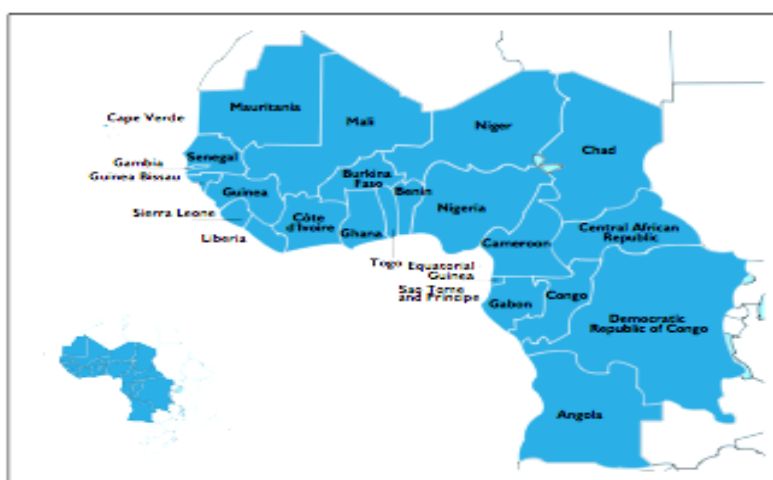 Mauritania
Cape Verde
Mali
Niger
Chad
Senegal
Gambia
Guinea Bissau
Guinea
Burkina
Faso
Benin
Nigeria
Sierra Leone
Côte
d'Ivoire
Ghana
Liberia
Cameroon
Central African
Republic
Togo
Equatorial
Guinea
Sao Tome
and Principe
Gabon
Congo
Democratic
Republic of Congo
Angola